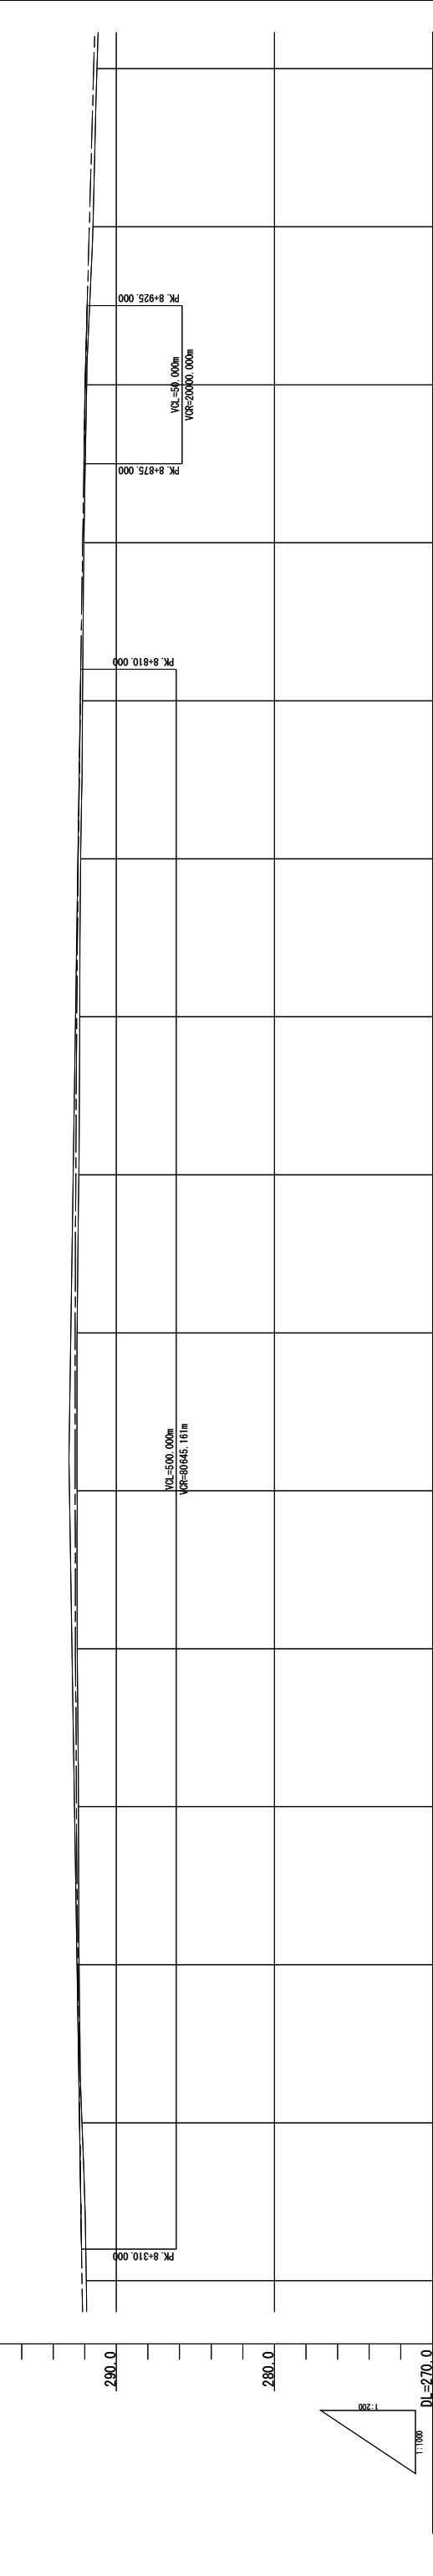 PK. 8+925.000
VCL=50.000m
VCR=20000.000m
PK. 8+875.000
PK. 8+810.000
VCL=500.000m
VCR=80645.161m
PK. 8+310.000
290.0
280.0
DL=270.0
1:200
1:1000